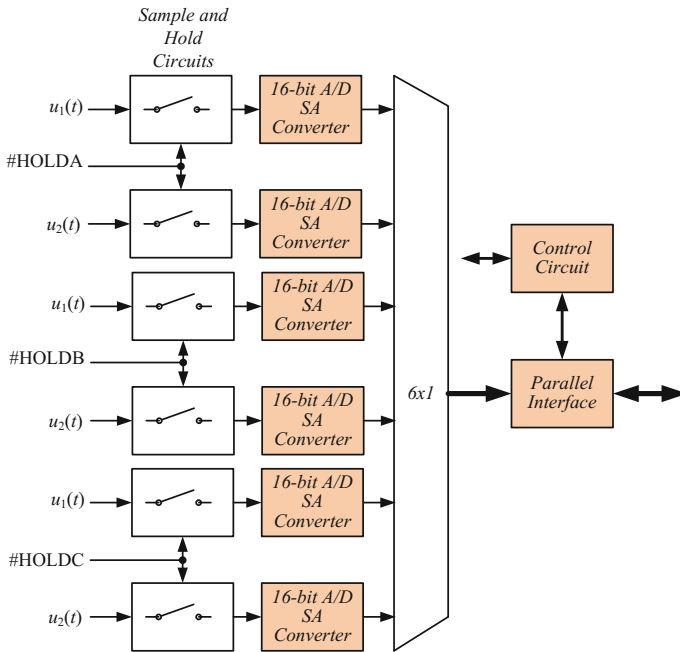 Sample and
Hold
Circuits
u1(t)
16-bit A/D
SA
Converter
#HOLDA
u2(t)
16-bit A/D
SA
Converter
u1(t)
16-bit A/D
SA
Converter
#HOLDB
u2(t)
16-bit A/D
SA
Converter
u1(t)
16-bit A/D
SA
Converter
#HOLDC
u2(t)
16-bit A/D
SA
Converter
6x1
Control
Circuit
Parallel
Interface